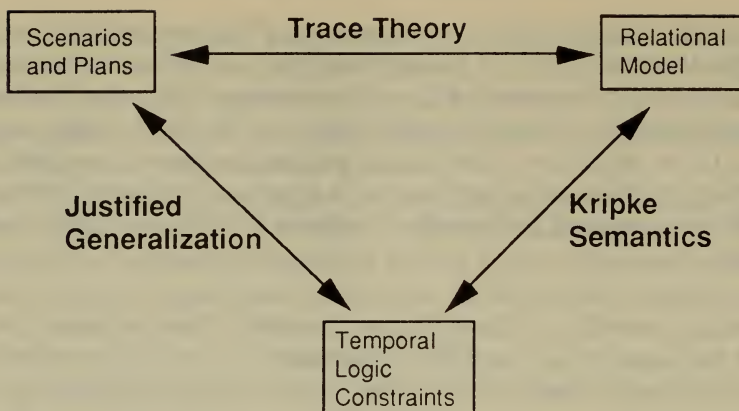 Scenarios
and Plans
Trace Theory
Relational
Model
Justified
Generalization
Kripke
Semantics
Temporal
Logic
Constraints